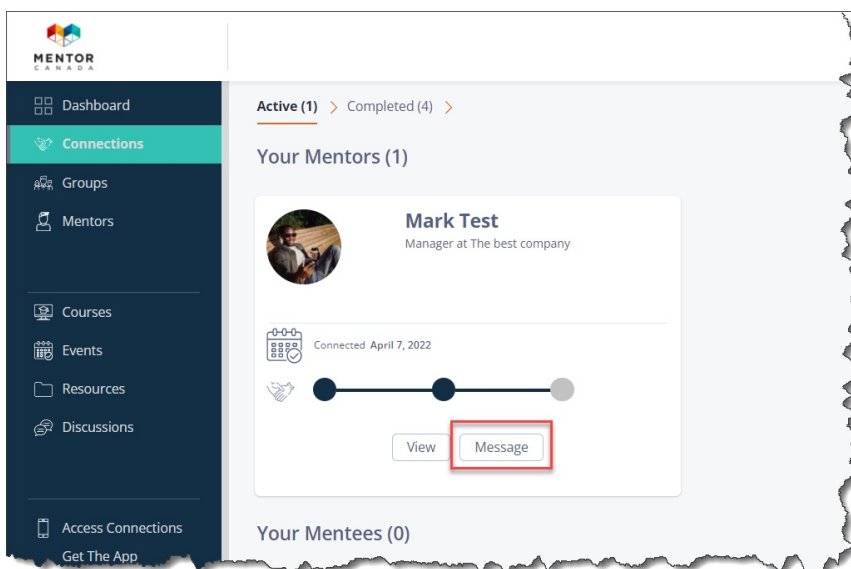 MENTOR
CANADA
Dashboard
Connections
Groups
Mentors
Courses
Events
Resources
Discussions
Access Connections
Get The App
Active (1) > Completed (4) >
Your Mentors (1)
Mark Test
Manager at The best company
Connected April 7, 2022
View
Message
Your Mentees (0)